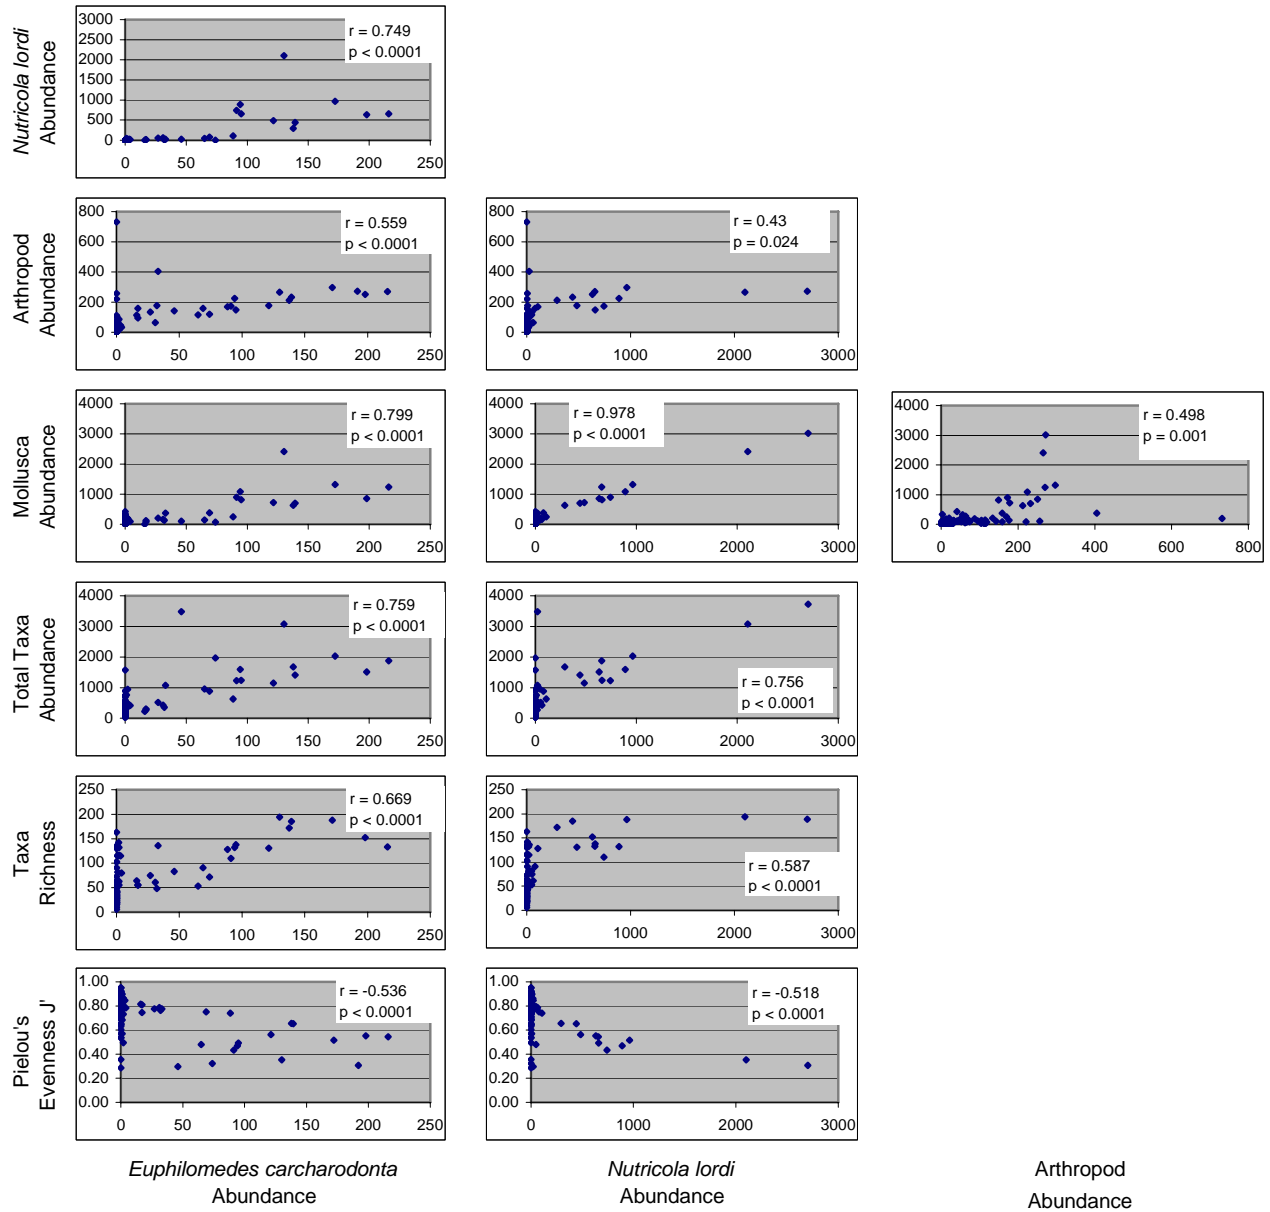 Nutricola lordi
Abundance
3000
2500
2000
1500
1000
500
0
0 50 100 150 200 250
r = 0.749
p < 0.0001
Arthropod
Abundance
800
600
400
200
0
0 50 100 150 200 250
r = 0.559
p < 0.0001
800
600
400
200
0
0 1000 2000 3000
r = 0.43
p = 0.024
Mollusca
Abundance
4000
3000
2000
1000
0
0 50 100 150 200 250
r = 0.799
p < 0.0001
4000
3000
2000
1000
0
0 1000 2000 3000
r = 0.978
p < 0.0001
4000
3000
2000
1000
0
0 200 400 600 800
r = 0.498
p = 0.001
Total Taxa
Abundance
4000
3000
2000
1000
0
0 50 100 150 200 250
r = 0.759
p < 0.0001
4000
3000
2000
1000
0
0 1000 2000 3000
r = 0.756
p < 0.0001
Taxa
Richness
250
200
150
100
50
0
0 50 100 150 200 250
r = 0.669
p < 0.0001
250
200
150
100
50
0
0 1000 2000 3000
r = 0.587
p < 0.0001
Pielou's
Evenness J'
1.00
0.80
0.60
0.40
0.20
0.00
0 50 100 150 200 250
r = -0.536
p < 0.0001
1.00
0.80
0.60
0.40
0.20
0.00
0 1000 2000 3000
r = -0.518
p < 0.0001
Euphilomedes carcharodonta
Abundance
Nutricola lordi
Abundance
Arthropod
Abundance